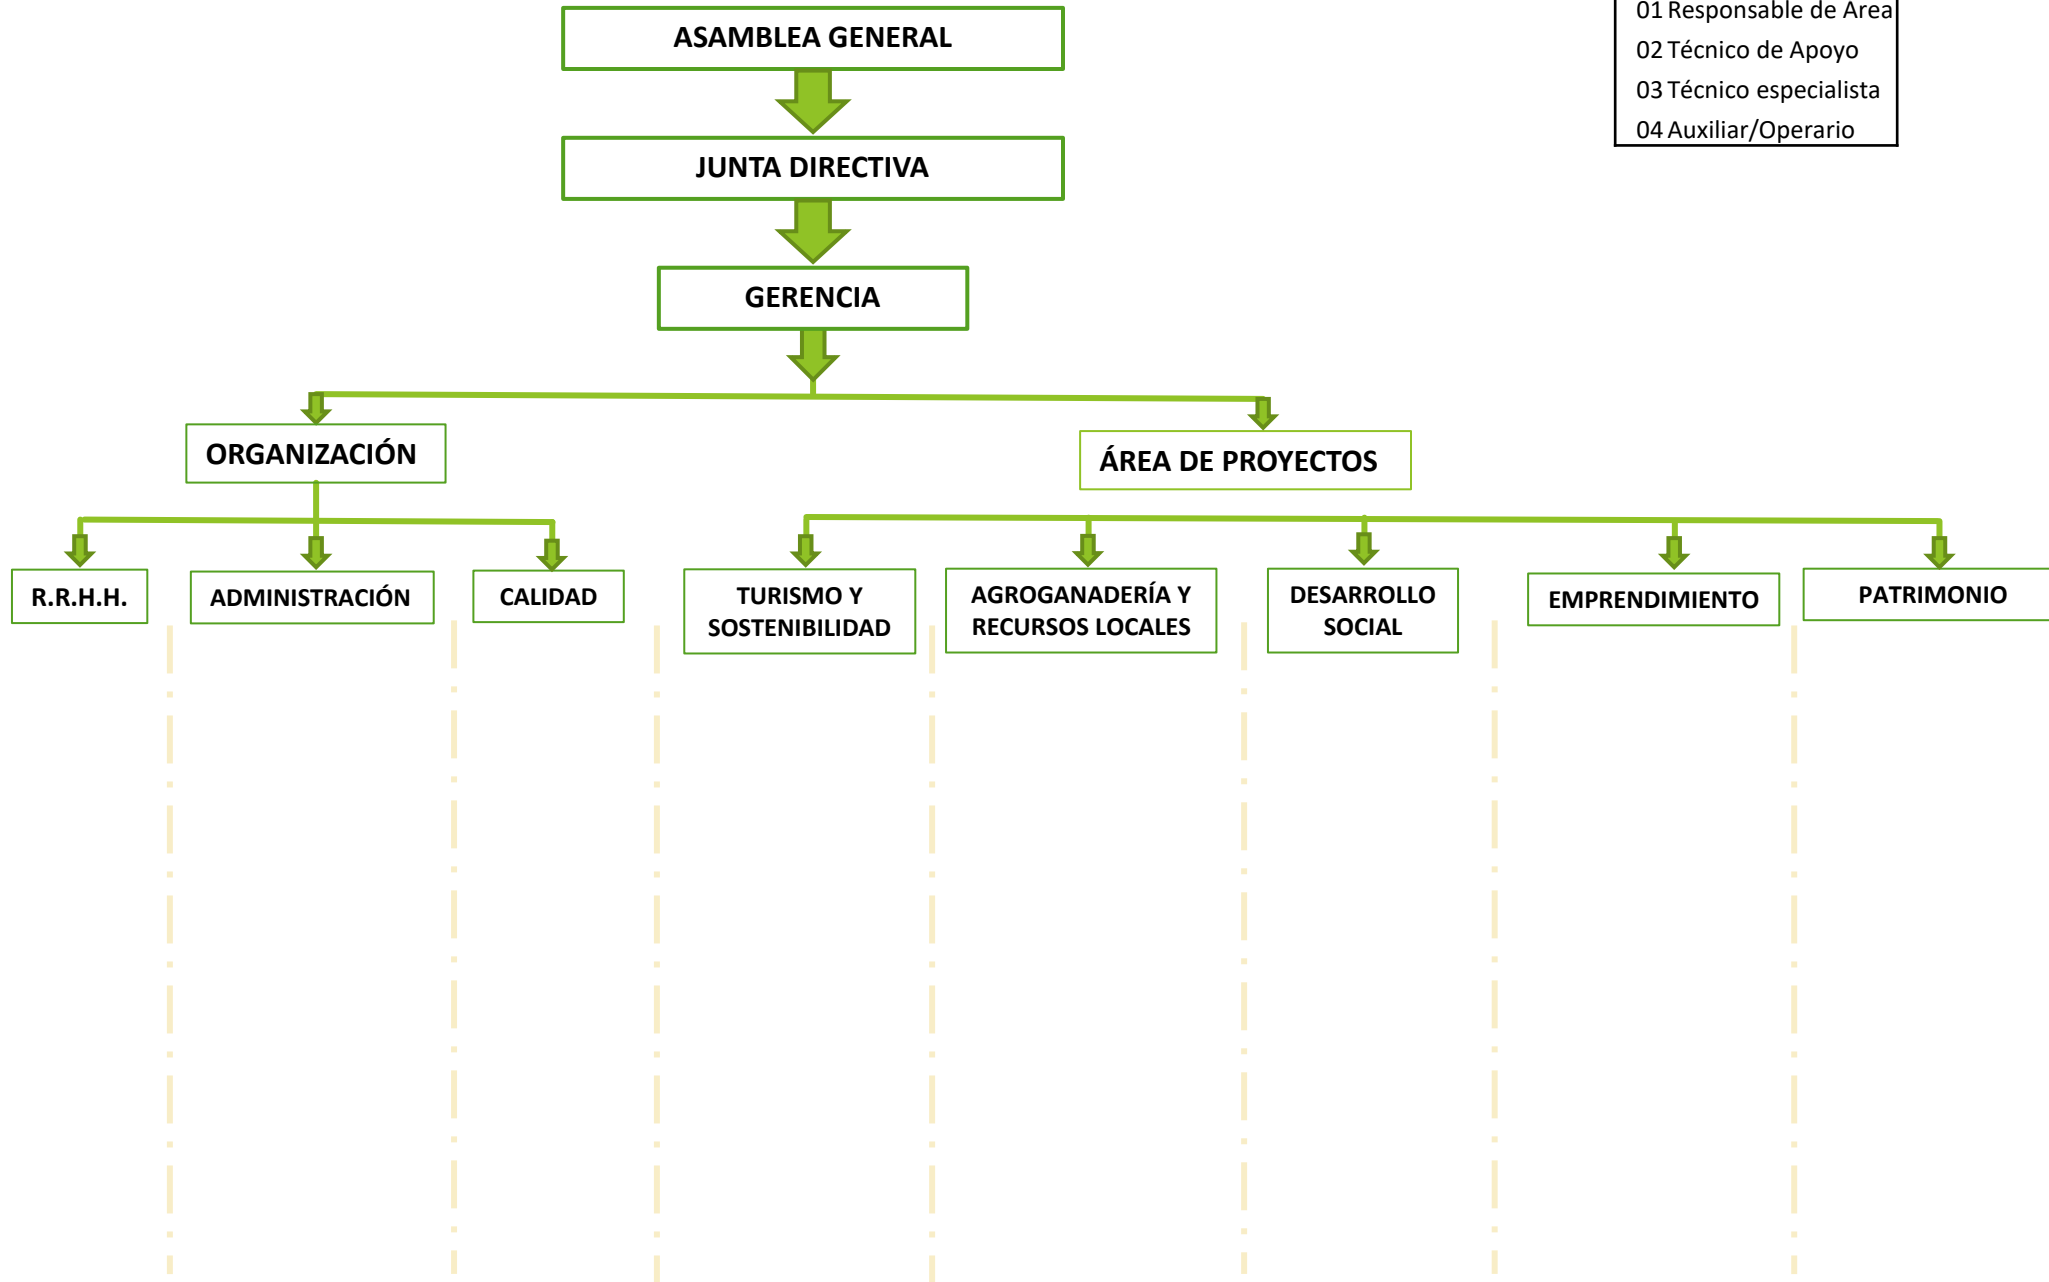 ASAMBLEA GENERAL
01 Responsable de Area
02 Técnico de Apoyo
03 Técnico especialista
04 Auxiliar/Operario
JUNTA DIRECTIVA
GERENCIA
ORGANIZACIÓN
ÁREA DE PROYECTOS
R.R.H.H.
ADMINISTRACIÓN
CALIDAD
TURISMO Y
SOSTENIBILIDAD
AGROGANADERÍA Y
RECURSOS LOCALES
DESARROLLO
SOCIAL
EMPRENDIMIENTO
PATRIMONIO